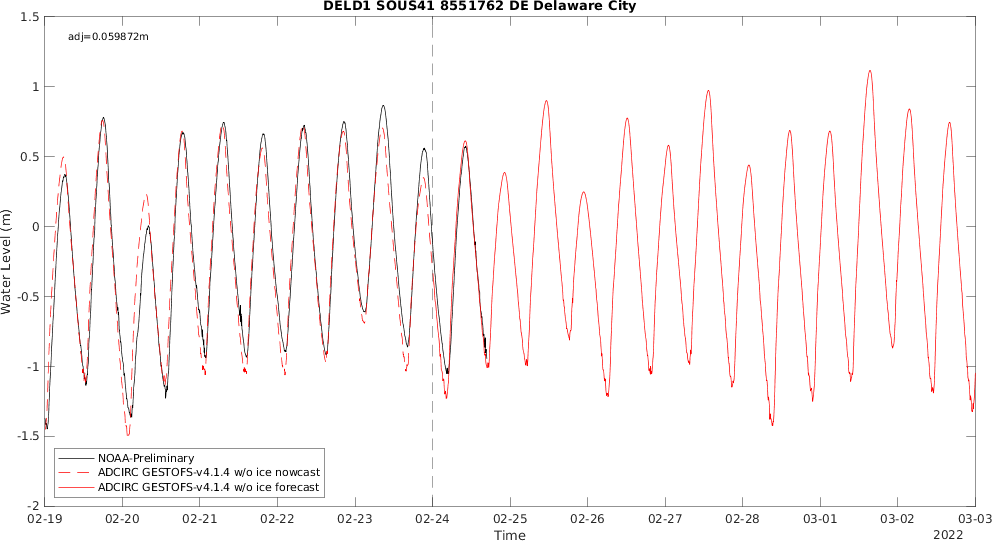 DELD1 SOUS41 8551762 DE Delaware City
adj=0.059872m
1.5
1
0.5
0
-0.5
-1
-1.5
-2
Water Level (m)
NOAA-Preliminary
ADCIRC GESTOFS-v4.1.4 w/o ice nowcast
ADCIRC GESTOFS-v4.1.4 w/o ice forecast
02-19 02-20 02-21 02-22 02-23 02-24 02-25 02-26 02-27 02-28 03-01 03-02 03-03
Time
2022